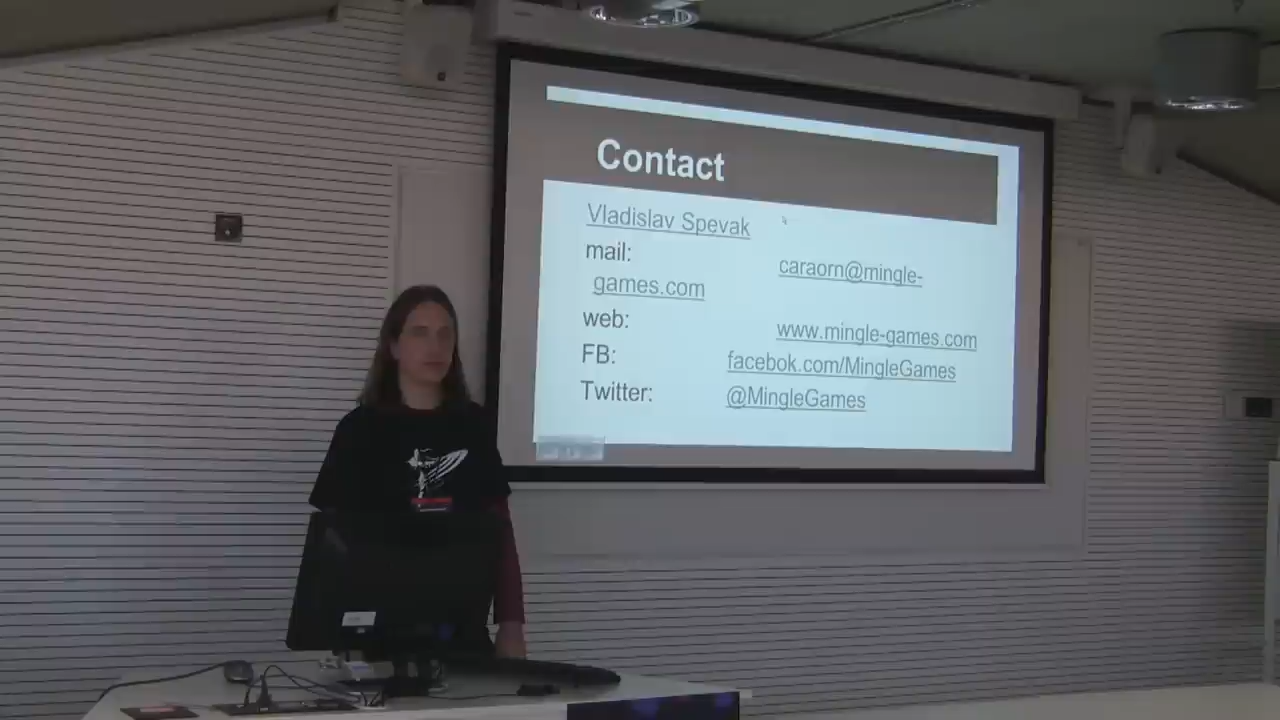 Contact
Vladislav Spevak
mail: caraorn@mingle-
games.com
web: www.mingle-games.com
FB: facebok.com/MingleGames
Twitter: @MingleGames